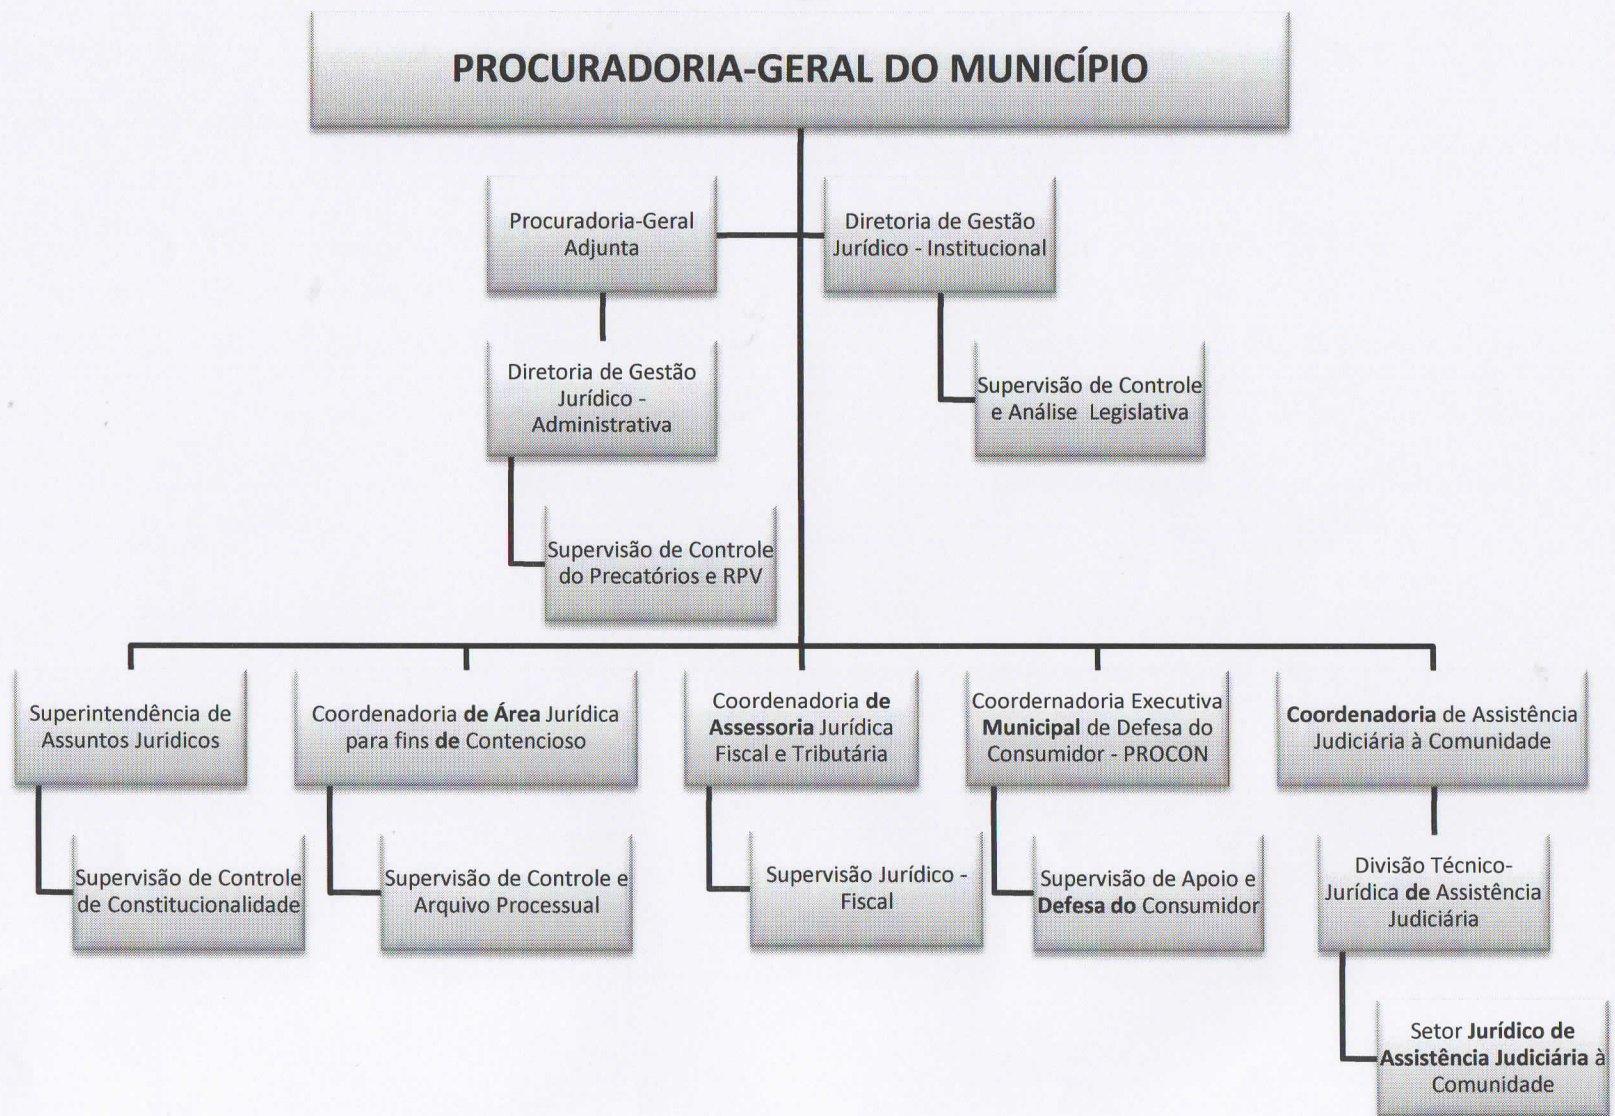 PROCURADORIA-GERAL DO MUNICÍPIO
Procuradoria-Geral
Adjunta
Diretoria de Gestão
Jurídico - Institucional
Diretoria de Gestão
Jurídico -
Administrativa
Supervisão de Controle
e Análise Legislativa
Supervisão de Controle
do Precatórios e RPV
Superintendência de
Assuntos Juridicos
Coordenadoria de Área Jurídica
para fins de Contencioso
Coordenadoria de
Assessoria Jurídica
Fiscal e Tributária
Coordernadoria Executiva
Municipal de Defesa do
Consumidor - PROCON
Coordenadoria de Assistência
Judiciária à Comunidade
Supervisão de Controle
de Constitucionalidade
Supervisão de Controle e
Arquivo Processual
Supervisão Jurídico -
Fiscal
Supervisão de Apoio e
Defesa do Consumidor
Divisão Técnico-
Jurídica de Assistência
Judiciária
Setor Jurídico de
Assistência Judiciária à
Comunidade